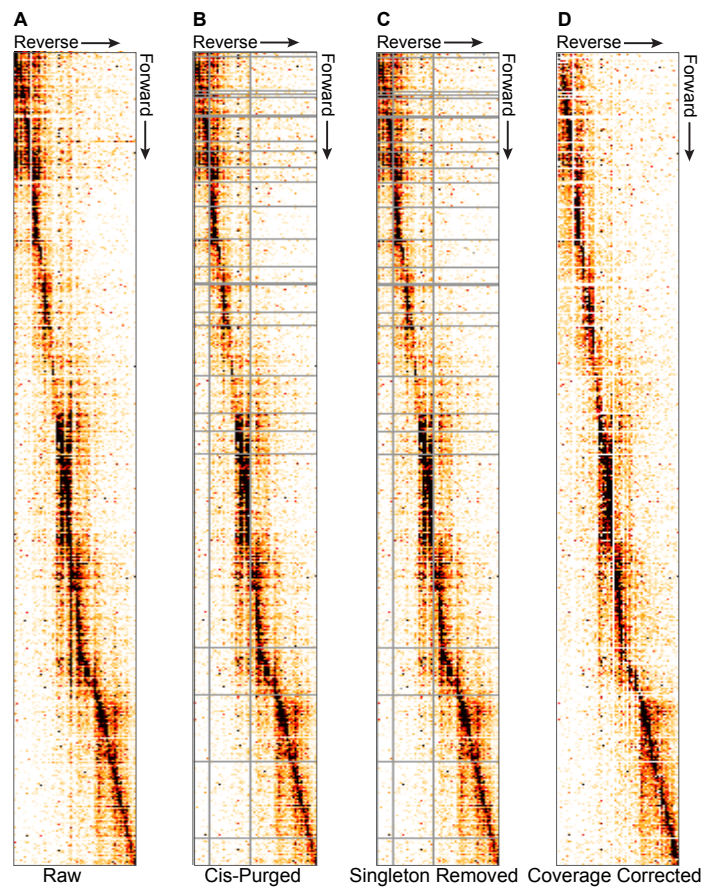 A B C D
Reverse Reverse Reverse Reverse
Forward Forward Forward Forward
Raw Cis-Purged Singleton Removed Coverage Corrected